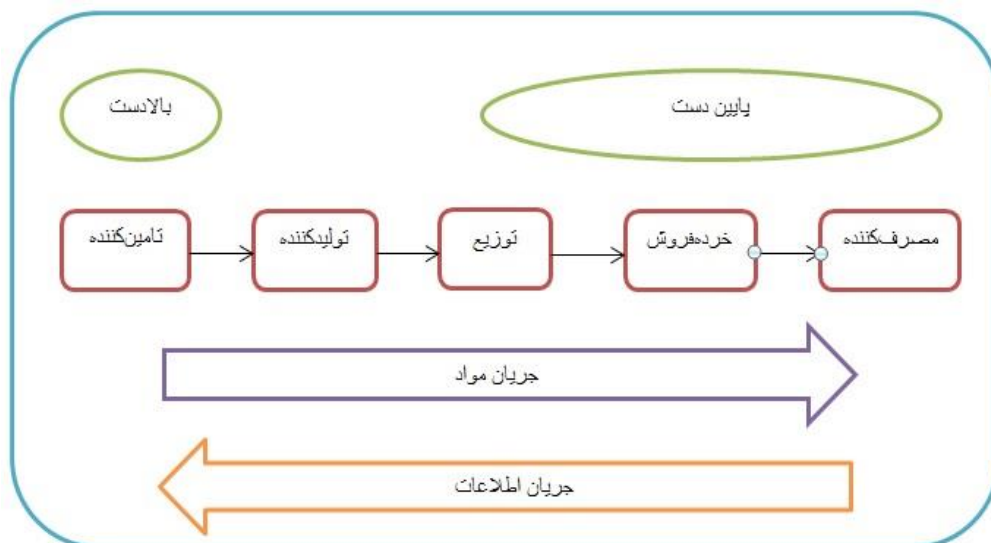 بالادست
پایین دست
تامین‌کننده
تولیدکننده
توزیع
خرده‌فروش
مصرف‌کننده
جریان مواد
جریان اطلاعات